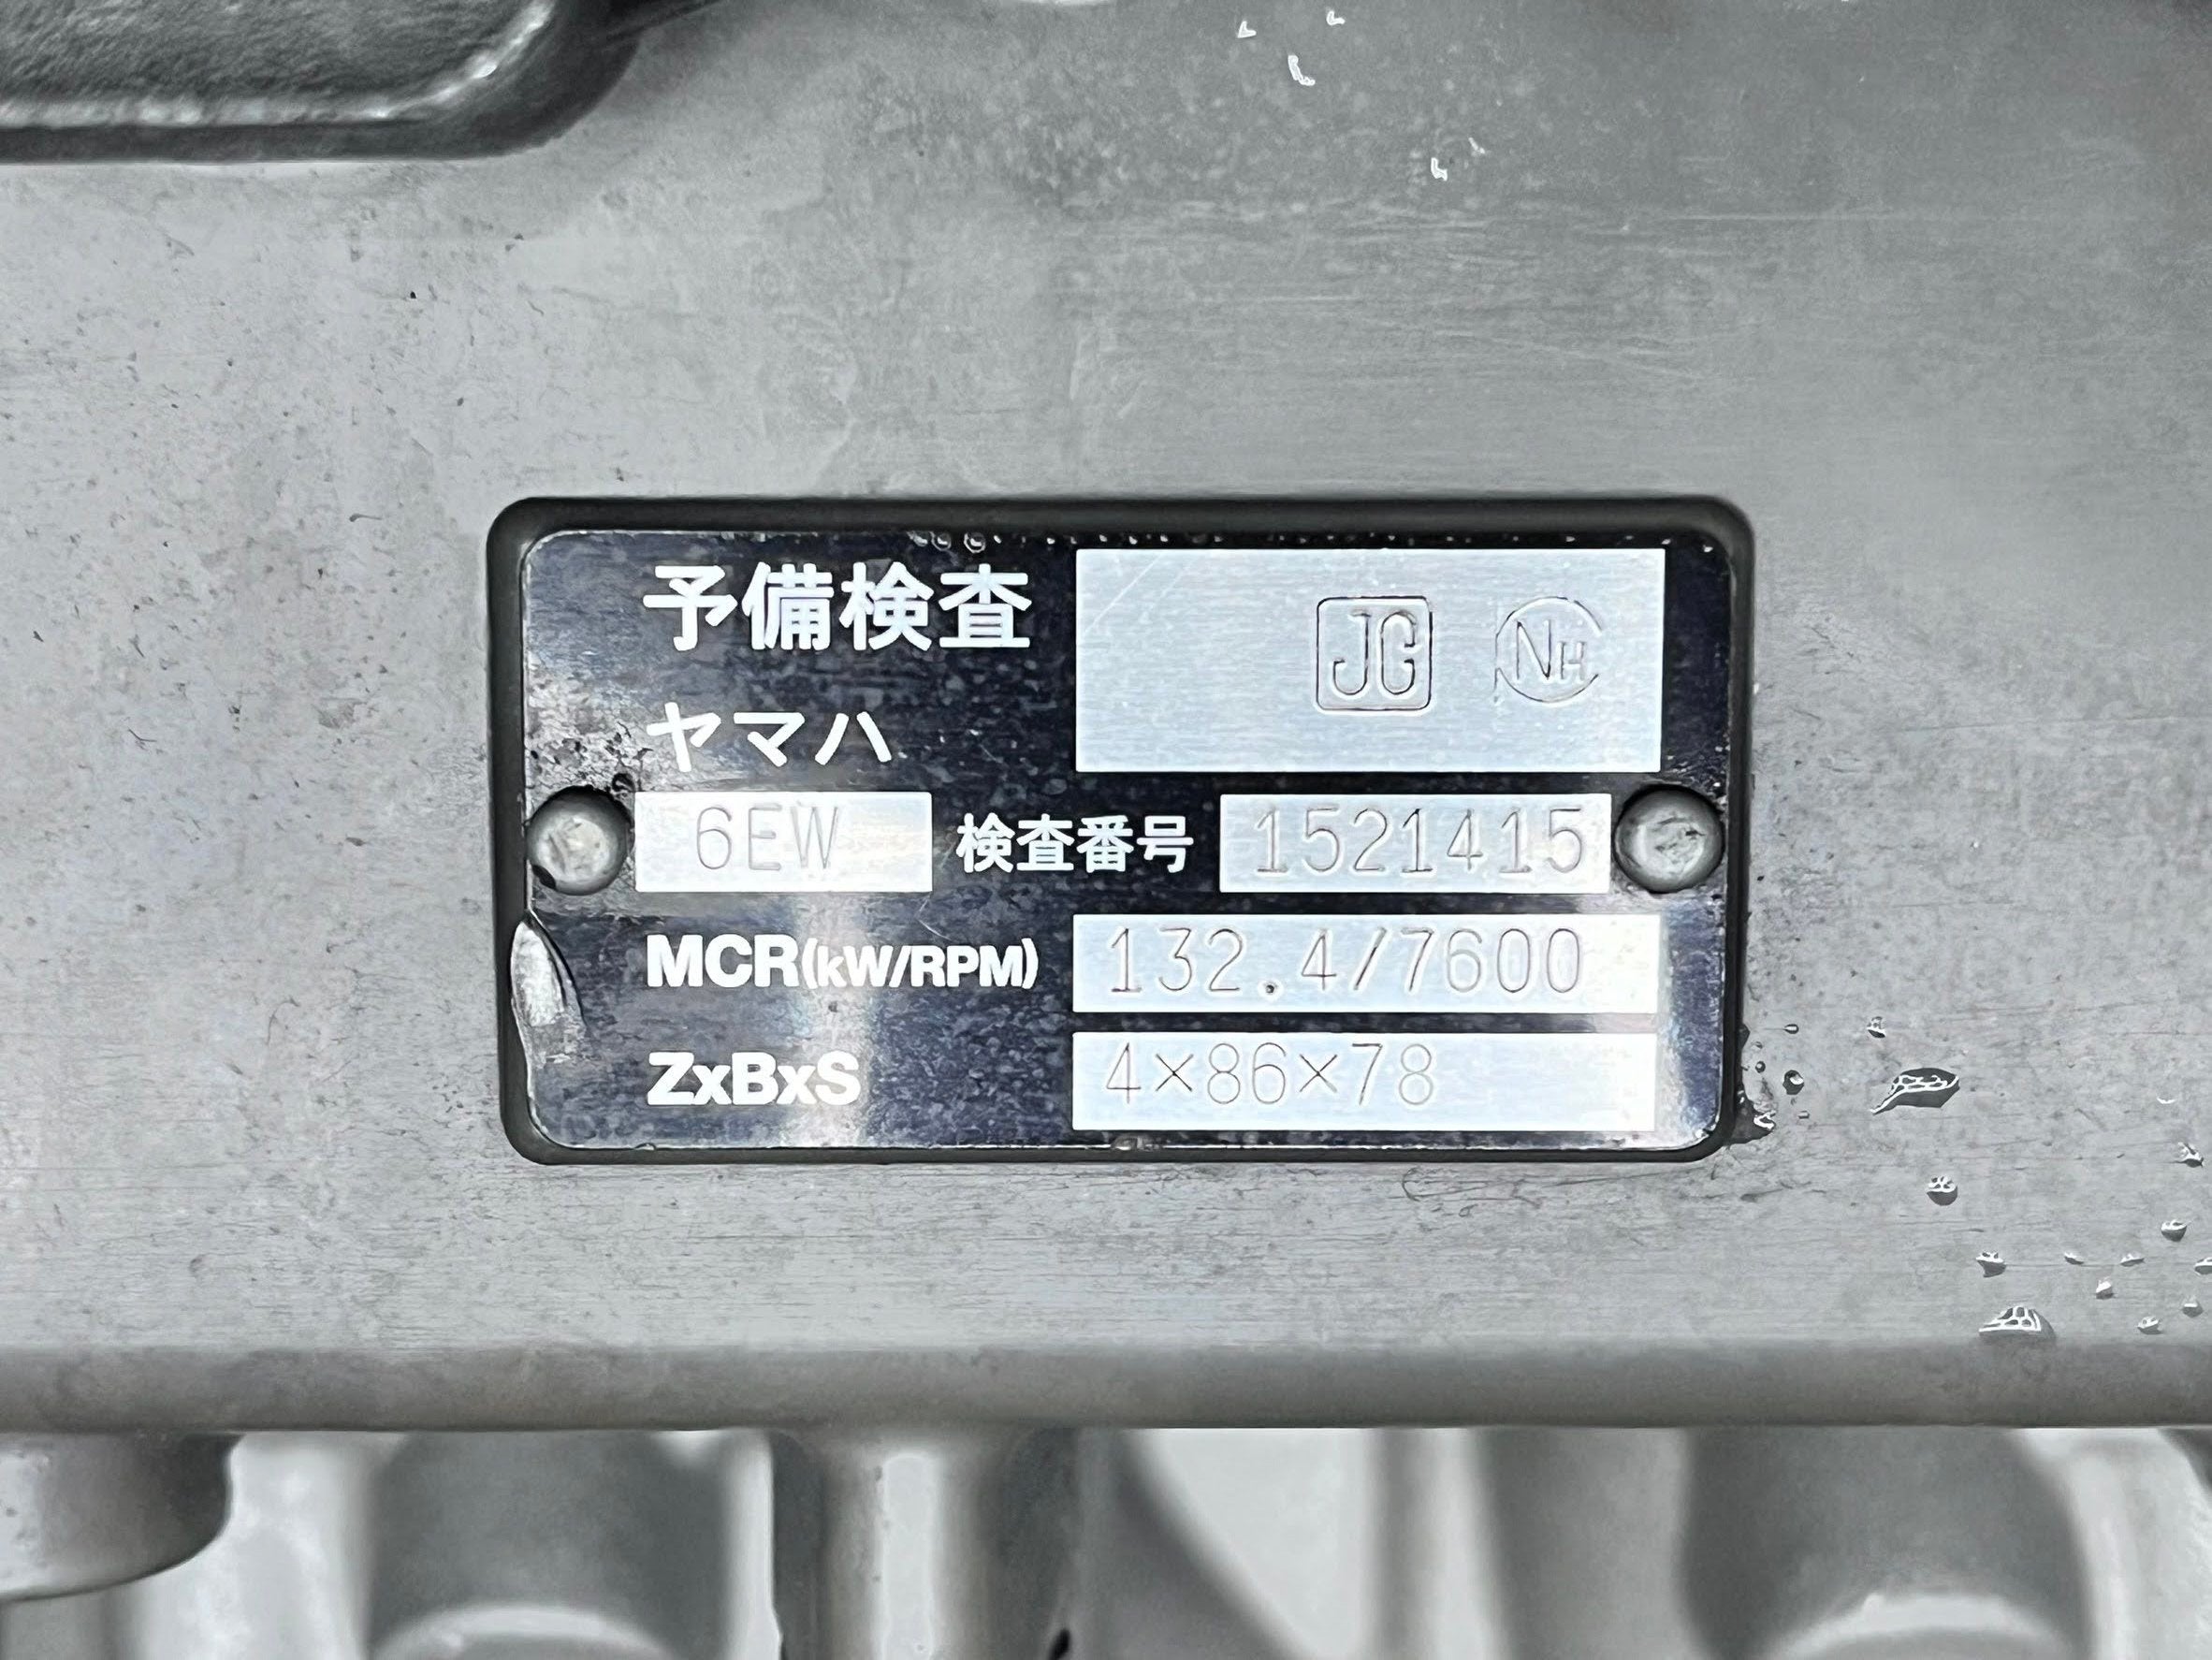 予備検査 JG NH
ヤマハ
6EW 検査番号 1521415
MCR(kW/RPM) 132.4/7600
ZxBxS 4×86×78